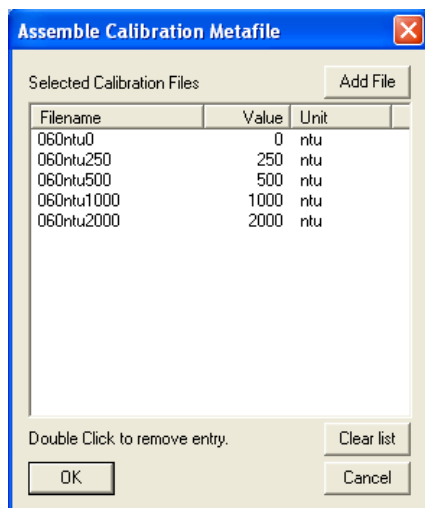 Assemble Calibration Metafile
Selected Calibration Files Add File
Filename Value Unit
060ntu0 0 ntu
060ntu250 250 ntu
060ntu500 500 ntu
060ntu1000 1000 ntu
060ntu2000 2000 ntu
Double Click to remove entry. Clear list
OK Cancel